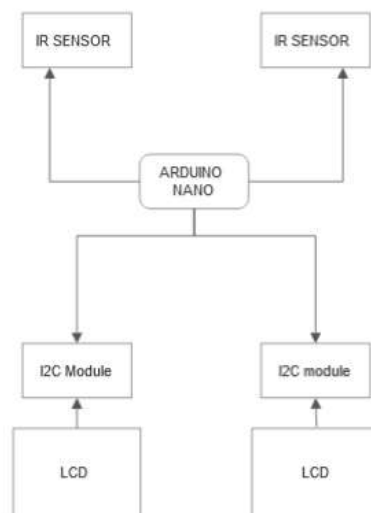 IR SENSOR
IR SENSOR
ARDUINO
NANO
I2C Module
I2C module
LCD
LCD